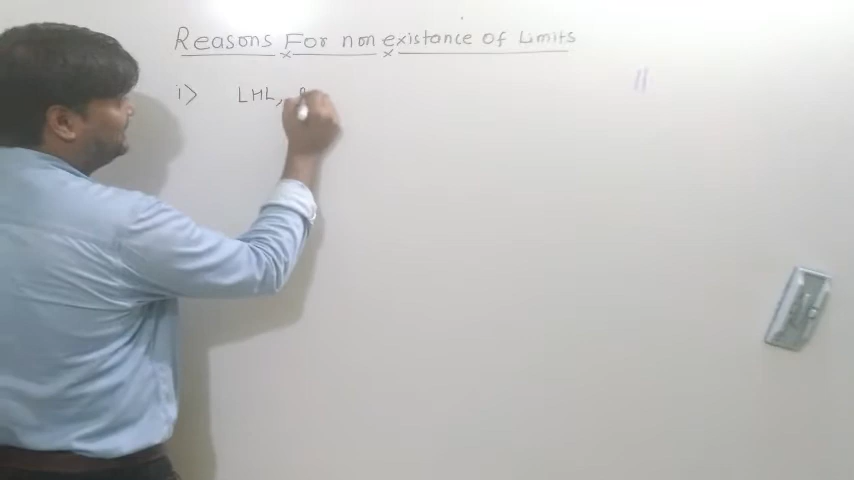 Reasons For non existance of Limits
i> LHL,